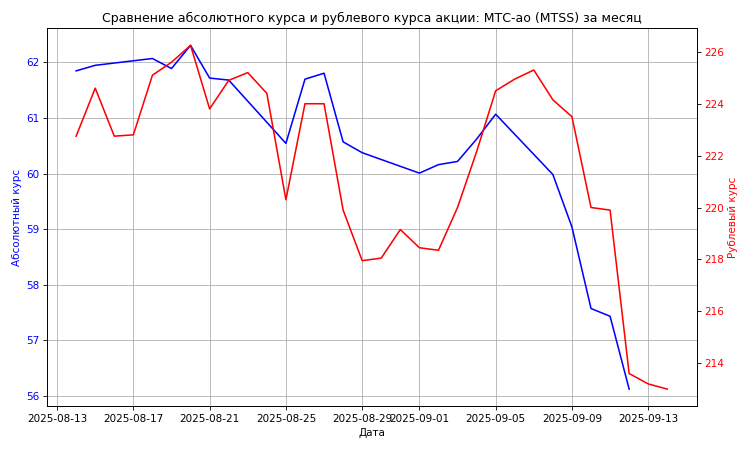 Сравнение абсолютного курса и рублевого курса акции: МТС-ао (MTSS) за месяц
Абсолютный курс
62
61
60
59
58
57
56
226
224
222
220
218
216
214
Рублевый курс
2025-08-13 2025-08-17 2025-08-21 2025-08-25 2025-08-29 2025-09-01 2025-09-05 2025-09-09 2025-09-13
Дата